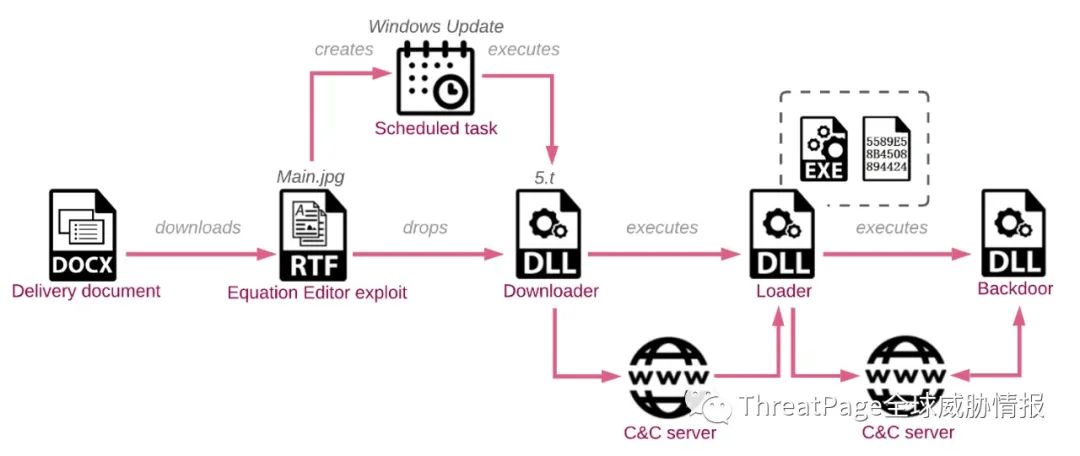 Windows Update
creates
executes
Scheduled task
Main.jpg
5.t
EXE
5589E5
8B4508
894424
downloads
drops
executes
executes
DOCX
RTF
DLL
DLL
DLL
Delivery document
Equation Editor exploit
Downloader
Loader
Backdoor
www
www
ThreatPage全球威胁情报
C&C server
C&C server